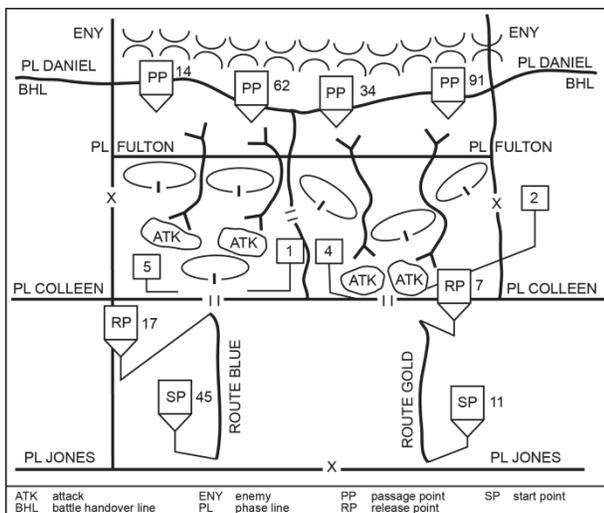 ENY ENY
PL DANIEL PL DANIEL
BHL BHL
PP 14 PP 62 PP 34 PP 91
PL FULTON PL FULTON
X X
2
ATK ATK
5 1 4
ATK ATK
RP 7
PL COLLEEN PL COLLEEN
RP 17
ROUTE BLUE ROUTE GOLD
SP 45 SP 11
PL JONES PL JONES
X
ATK attack ENY enemy PP passage point SP start point
BHL battle handover line PL phase line RP release point